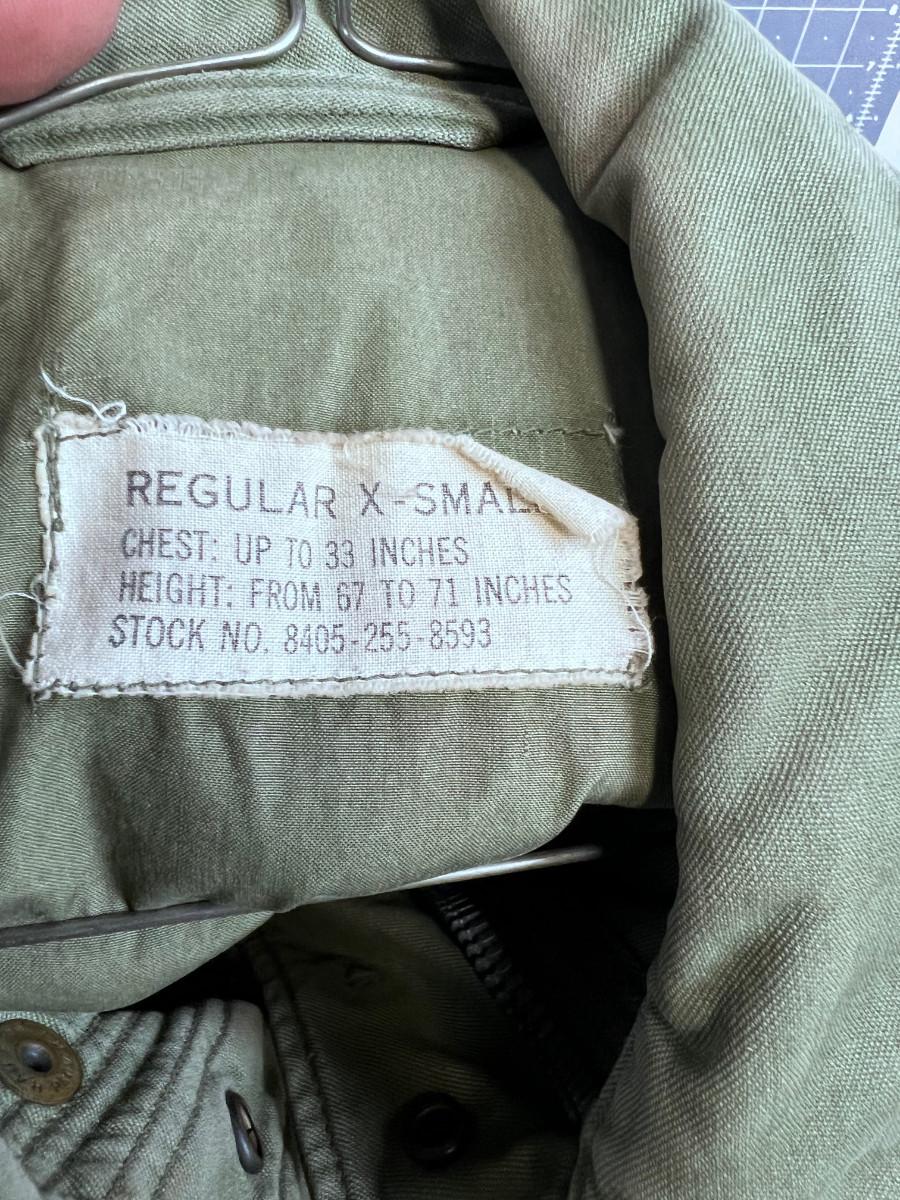 REGULAR X-SMALL
CHEST: UP TO 33 INCHES
HEIGHT: FROM 67 TO 71 INCHES
STOCK NO. 8405-255-8593